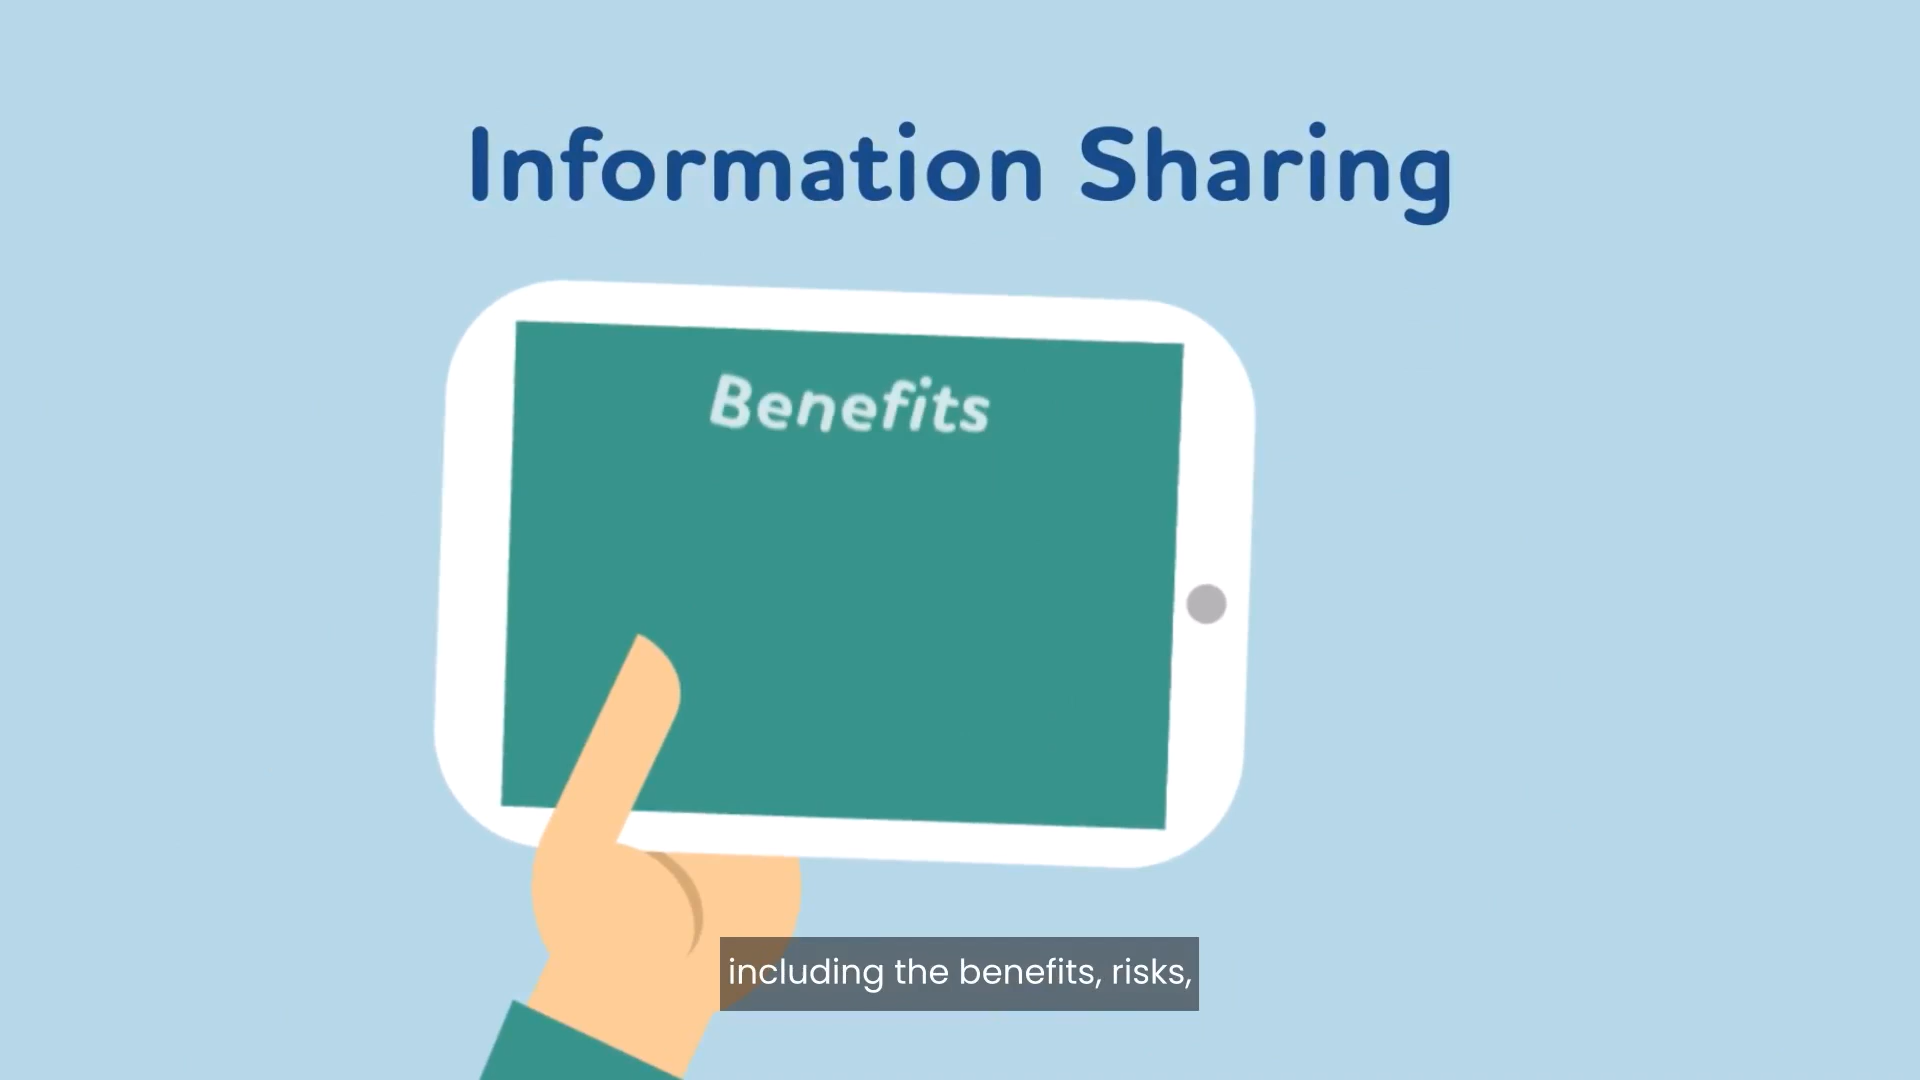 Information Sharing
Benefits
including the benefits, risks,